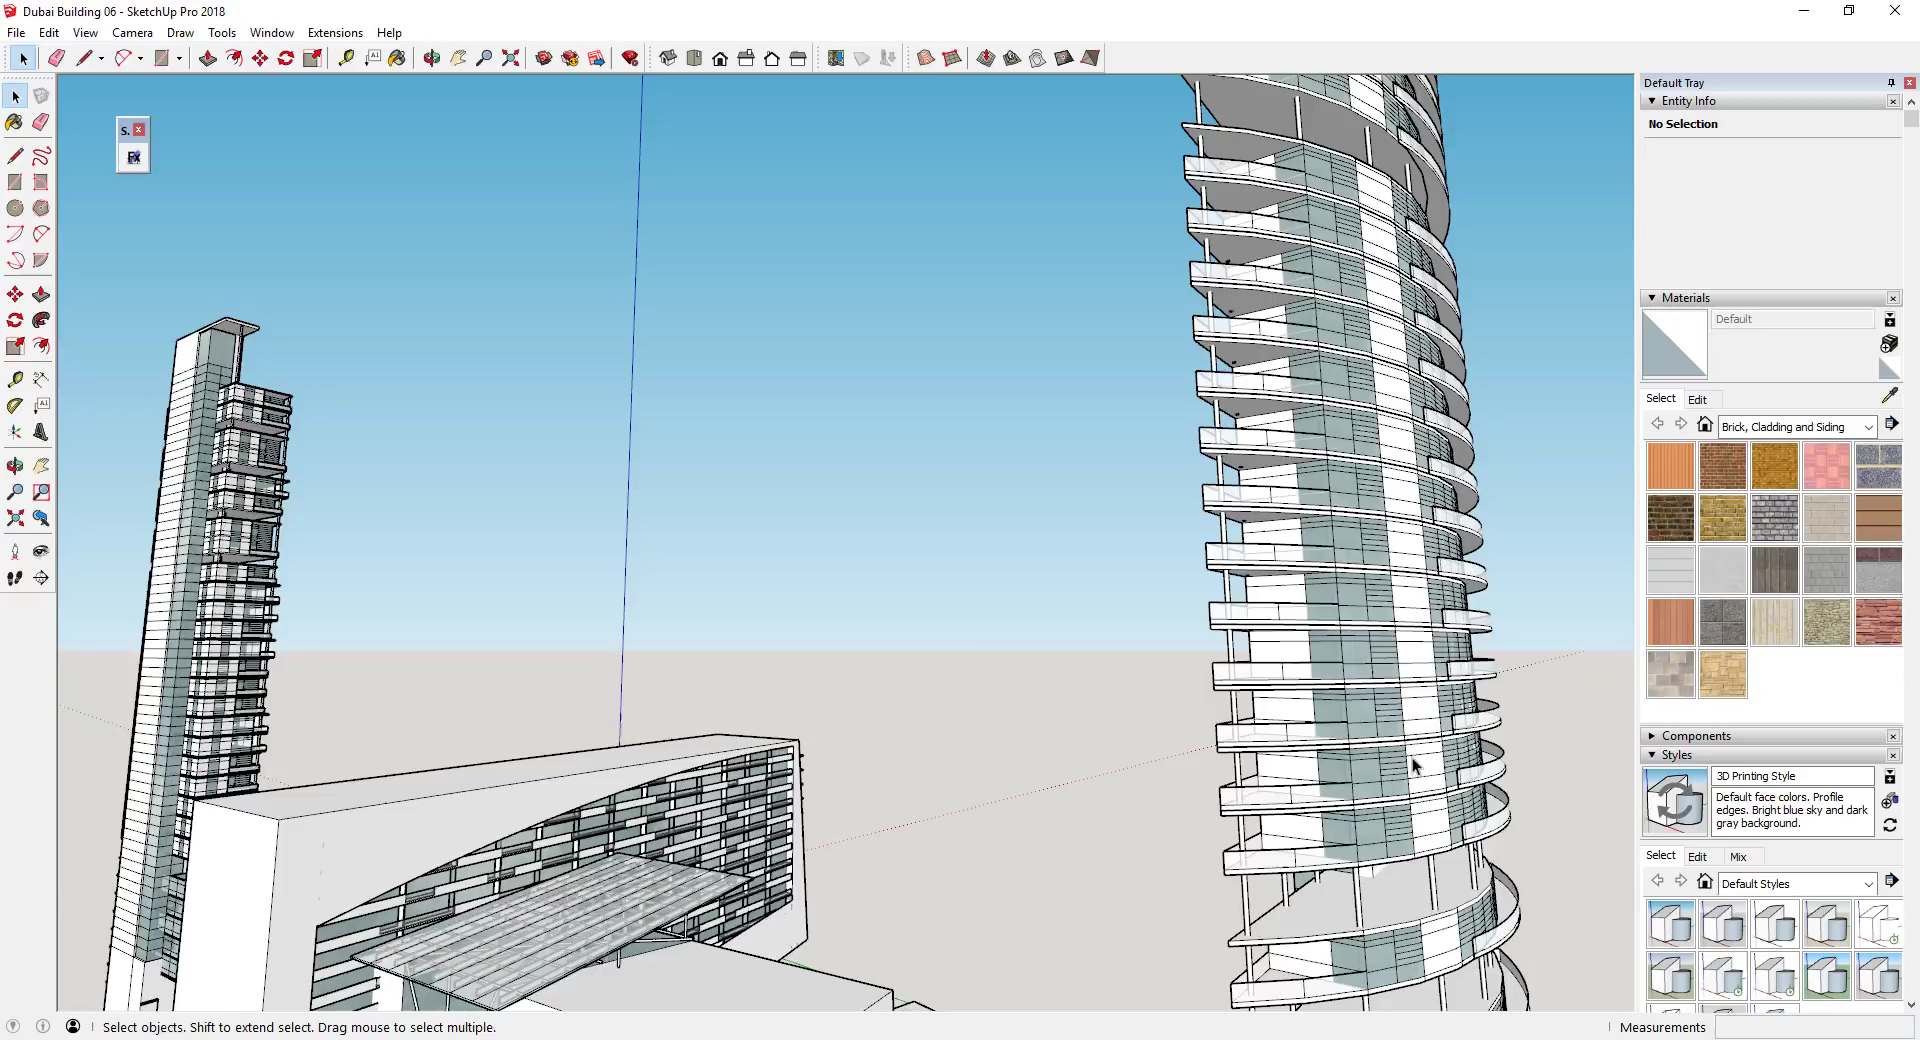 Dubai Building 06 - SketchUp Pro 2018
File Edit View Camera Draw Tools Window Extensions Help
Default Tray
Entity Info
No Selection
S.
Fx
Materials
Default
Select Edit
Brick, Cladding and Siding
Components
Styles
3D Printing Style
Default face colors. Profile
edges. Bright blue sky and dark
gray background.
Select Edit Mix
Default Styles
Select objects. Shift to extend select. Drag mouse to select multiple.
Measurements